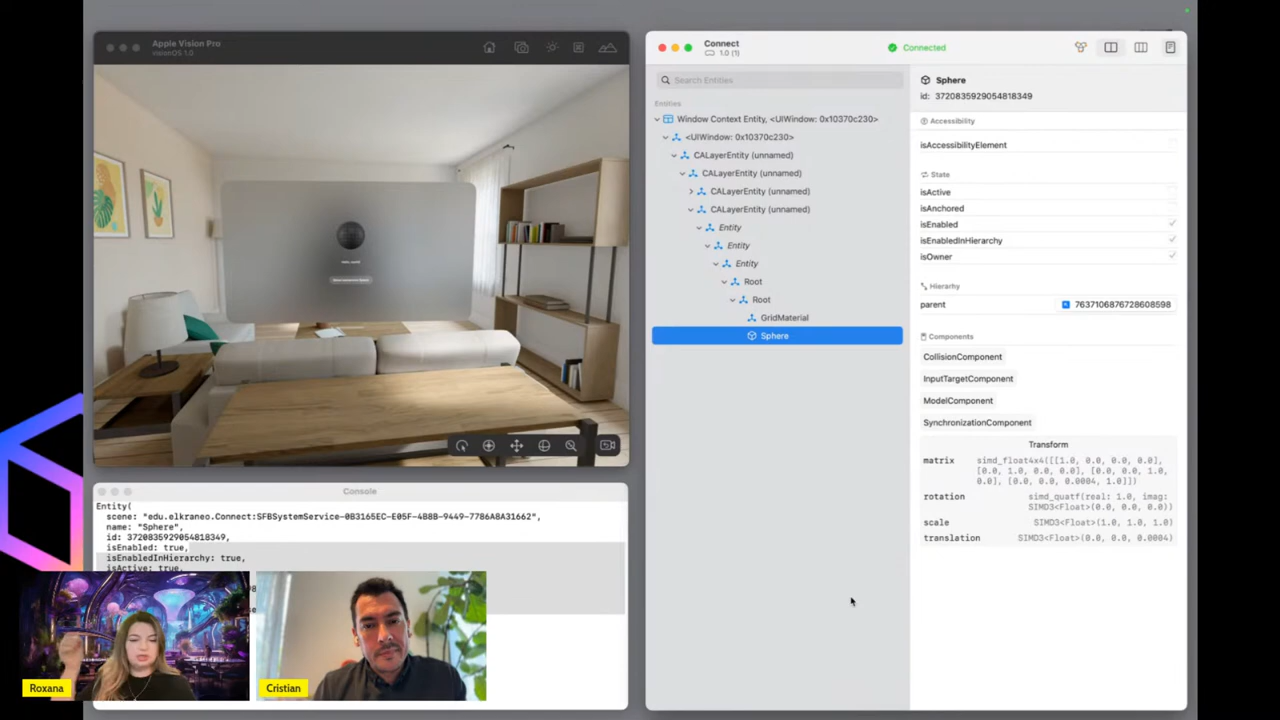 Apple Vision Pro
visionOS 1.0
Connect
1.0 (1)
Connected
Search Entities
Entities
Window Context Entity, <UIWindow: 0x10370c230>
<UIWindow: 0x10370c230>
CALayerEntity (unnamed)
CALayerEntity (unnamed)
CALayerEntity (unnamed)
CALayerEntity (unnamed)
Entity
Entity
Entity
Root
Root
GridMaterial
Sphere
Sphere
id: 3720835929054818349
Accessibility
isAccessibilityElement
State
isActive
isAnchored
isEnabled
isEnabledInHierarchy
isOwner
Hierarchy
parent 7637106876728608598
Components
CollisionComponent
InputTargetComponent
ModelComponent
SynchronizationComponent
Transform
matrix simd_float4x4([[1.0, 0.0, 0.0, 0.0],
[0.0, 1.0, 0.0, 0.0], [0.0, 0.0, 1.0,
0.0], [0.0, 0.0, 0.0004, 1.0]])
rotation simd_quatf(real: 1.0, imag:
SIMD3<Float>(0.0, 0.0, 0.0))
scale SIMD3<Float>(1.0, 1.0, 1.0)
translation SIMD3<Float>(0.0, 0.0, 0.0004)
Console
Entity(
scene: "edu.elkraneo.Connect:SFBSystemService-0B3165EC-E05F-4B8B-9449-7786A8A31662",
name: "Sphere",
id: 3720835929054818349,
isEnabled: true,
isEnabledInHierarchy: true,
isActive: true,
Roxana
Cristian